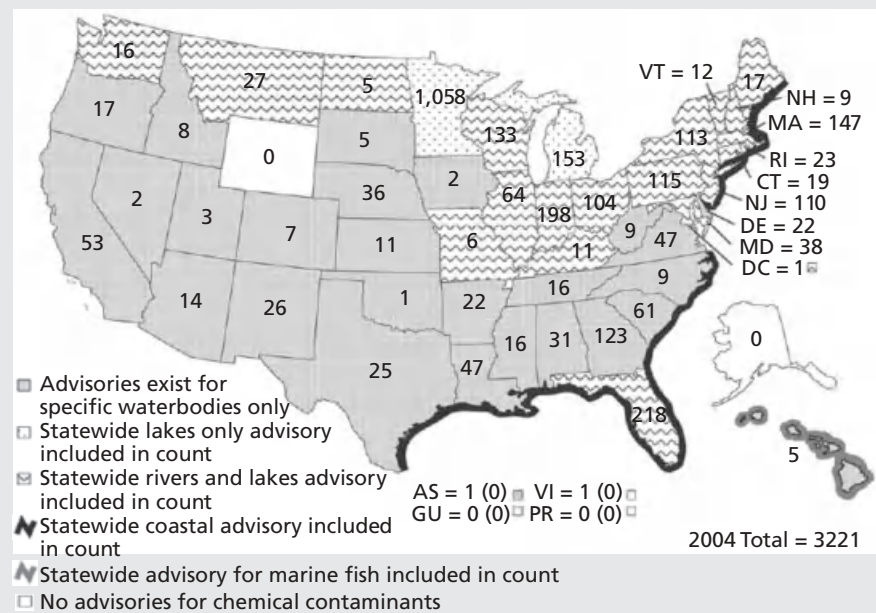 16
27
5
1,058
VT = 12
17
NH = 9
MA = 147
17
8
0
5
133
153
113
RI = 23
CT = 19
NJ = 110
DE = 22
MD = 38
DC = 1
2
3
36
2
64
198
104
115
53
7
11
6
11
9
47
14
26
1
22
16
9
61
25
47
16
31
123
218
0
5
Advisories exist for
specific waterbodies only
Statewide lakes only advisory
included in count
Statewide rivers and lakes advisory
included in count
Statewide coastal advisory included
in count
AS = 1 (0) VI = 1 (0)
GU = 0 (0) PR = 0 (0)
2004 Total = 3221
Statewide advisory for marine fish included in count
No advisories for chemical contaminants